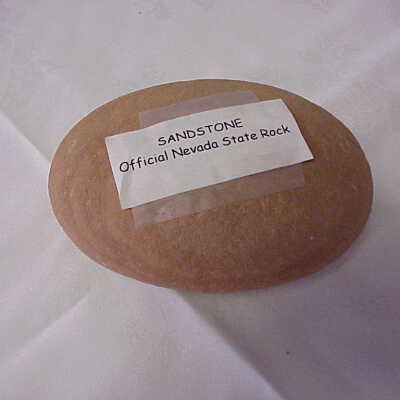 SANDSTONE
Official Nevada State Rock